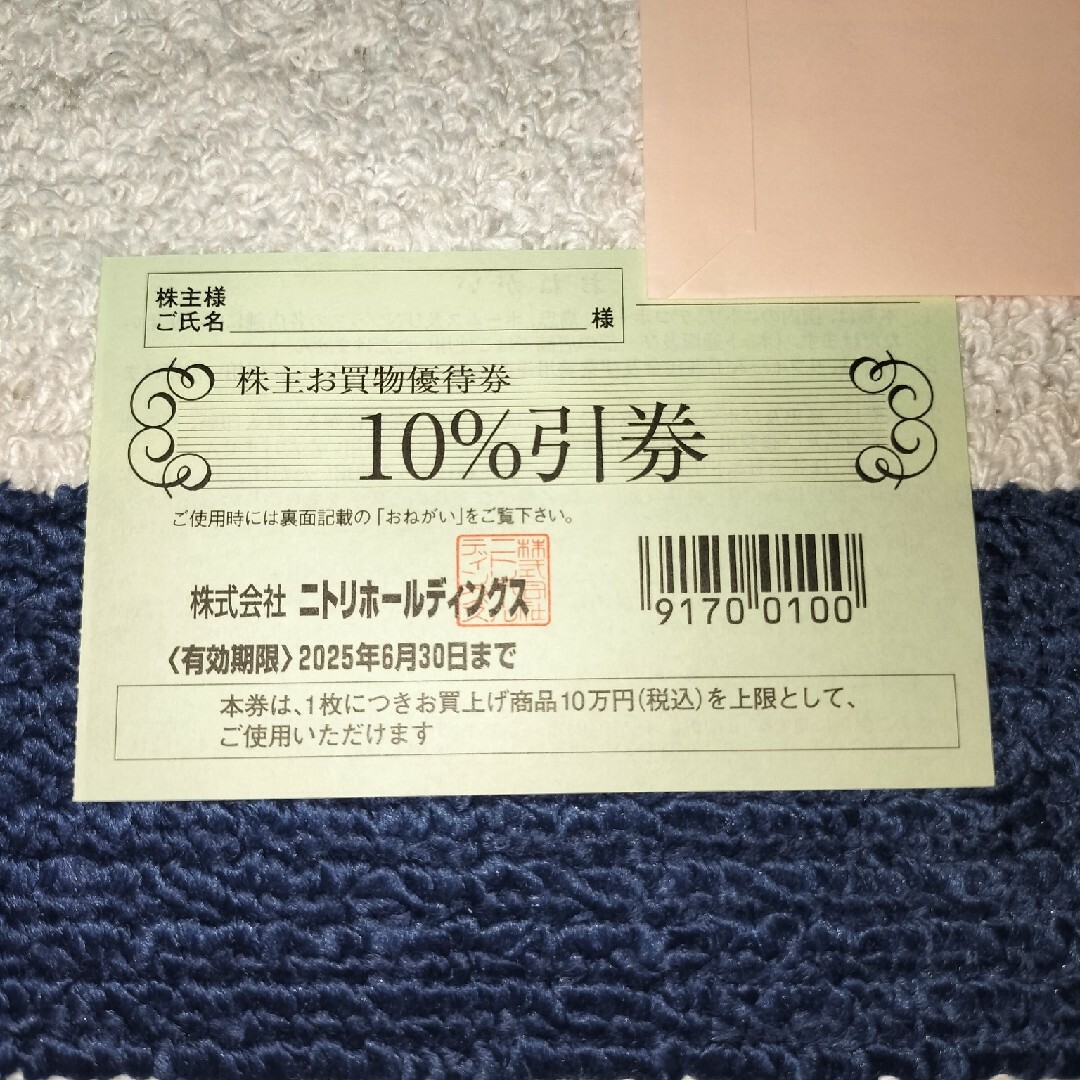 株主様
ご氏名 様
株主お買物優待券
10%引券
ご使用時には裏面記載の「おねがい」をご覧下さい。
株式会社 ニトリホールディングス
9170 0100
〈有効期限〉2025年6月30日まで
本券は、1枚につきお買上げ商品10万円(税込)を上限として、
ご使用いただけます